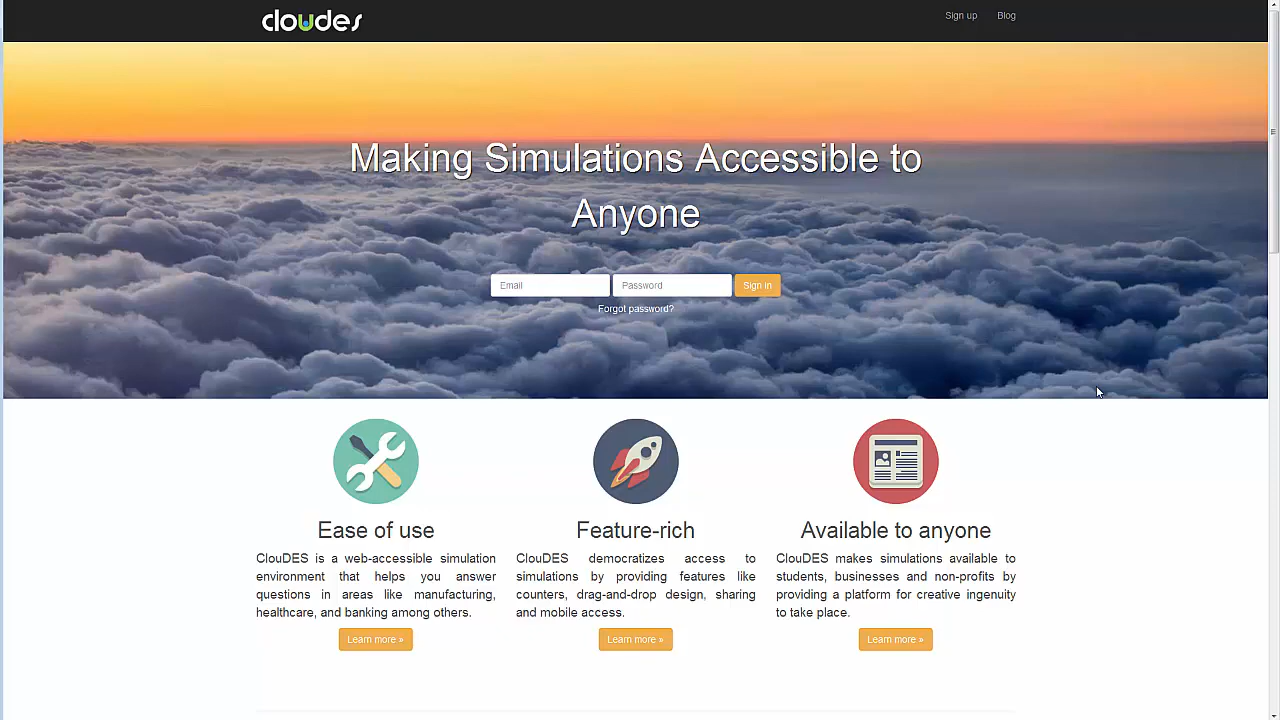 cloudes
Sign up
Blog
Making Simulations Accessible to
Anyone
Email
Password
Sign in
Forgot password?
Ease of use
ClouDES is a web-accessible simulation
environment that helps you answer
questions in areas like manufacturing,
healthcare, and banking among others.
Learn more »
Feature-rich
ClouDES democratizes access to
simulations by providing features like
counters, drag-and-drop design, sharing
and mobile access.
Learn more »
Available to anyone
ClouDES makes simulations available to
students, businesses and non-profits by
providing a platform for creative ingenuity
to take place.
Learn more »